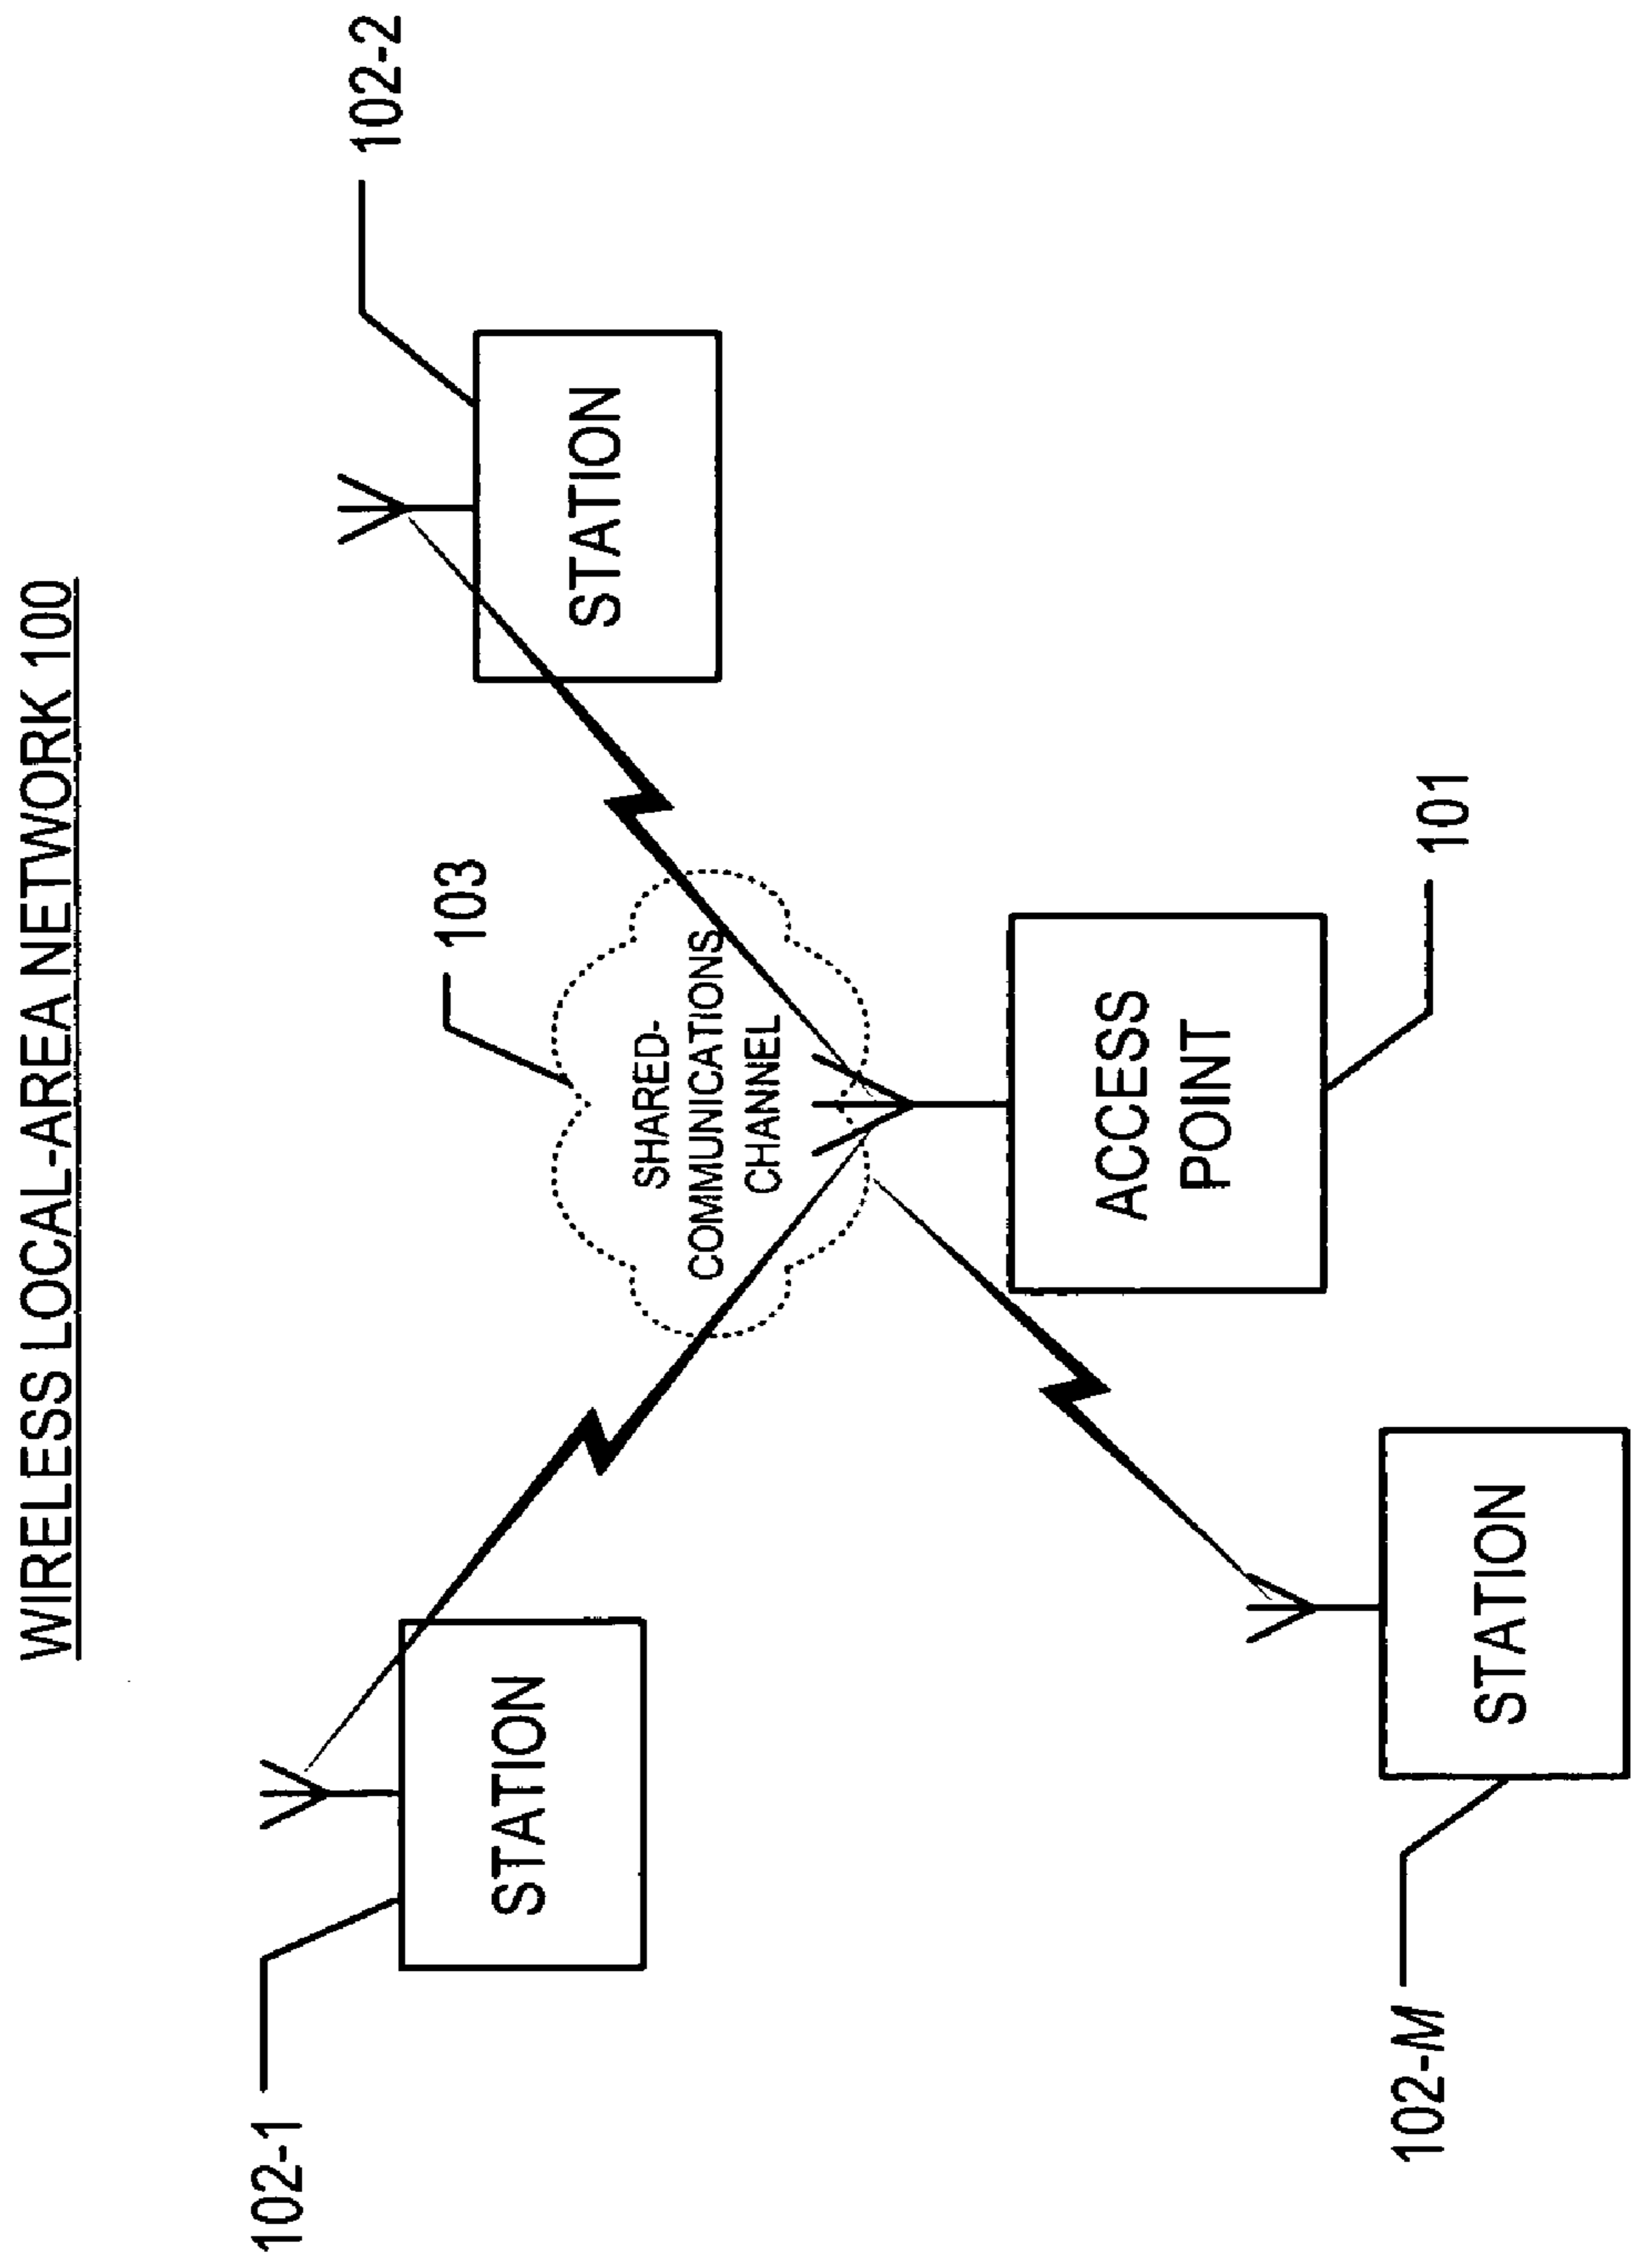 WIRELESS LOCAL-AREA NETWORK 100
102-1
102-2
103
STATION
STATION
SHARED-
COMMUNICATIONS
CHANNEL
ACCESS
POINT
101
102-M
STATION